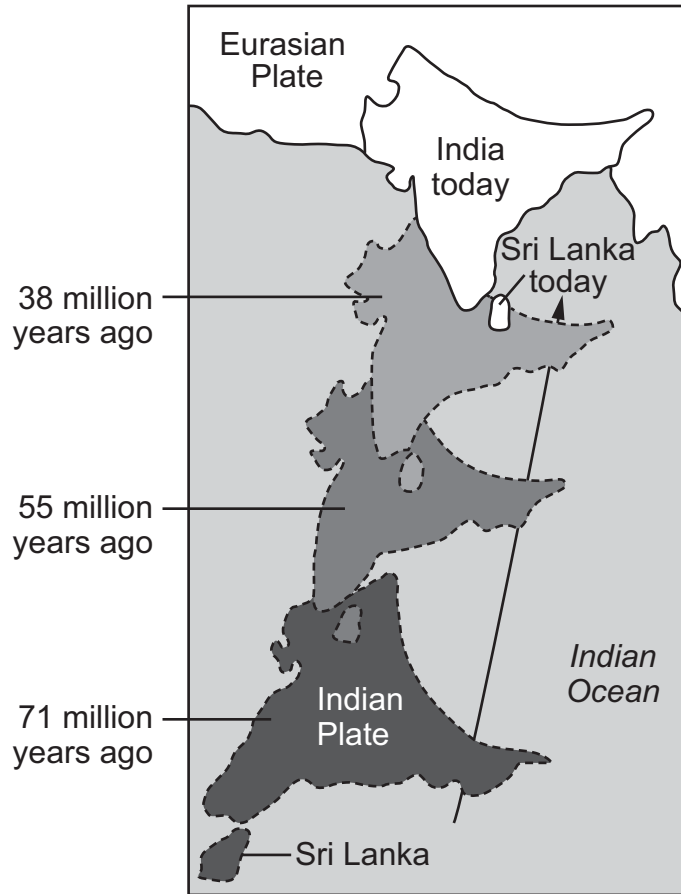 Eurasian
Plate
India
today
Sri Lanka
today
38 million
years ago
55 million
years ago
Indian
Ocean
Indian
Plate
71 million
years ago
Sri Lanka